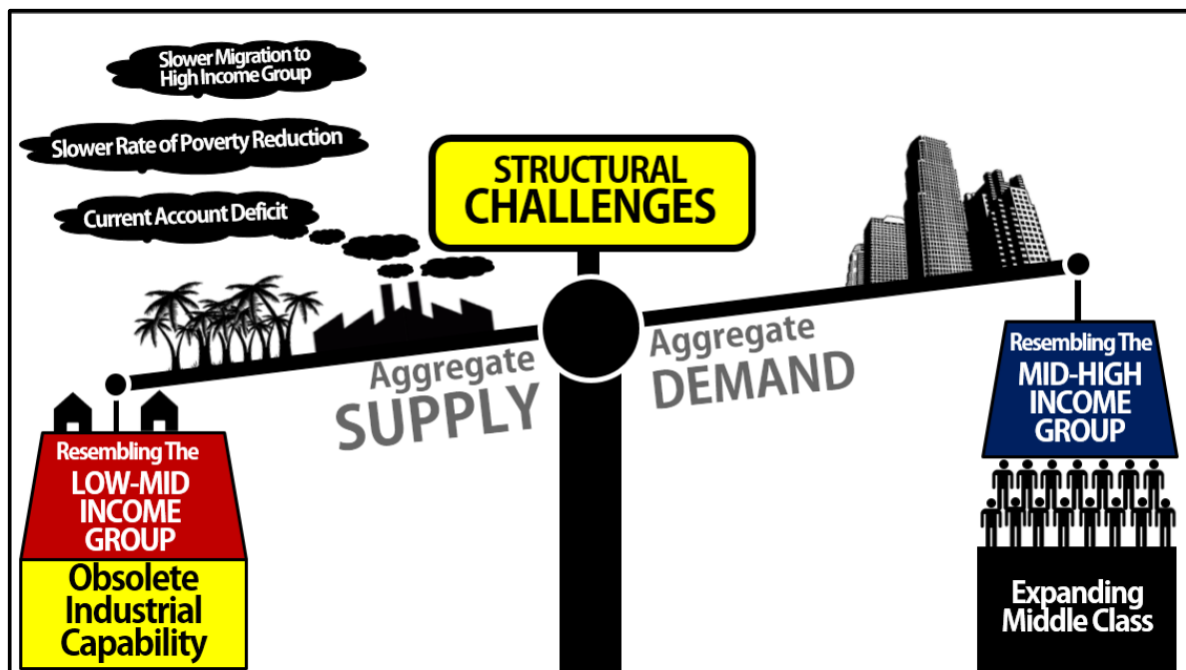 Slower Migration to
High Income Group
Slower Rate of Poverty Reduction
Current Account Deficit
STRUCTURAL
CHALLENGES
Aggregate
SUPPLY
Aggregate
DEMAND
Resembling The
LOW-MID
INCOME
GROUP
Obsolete
Industrial
Capability
Resembling The
MID-HIGH
INCOME
GROUP
Expanding
Middle Class